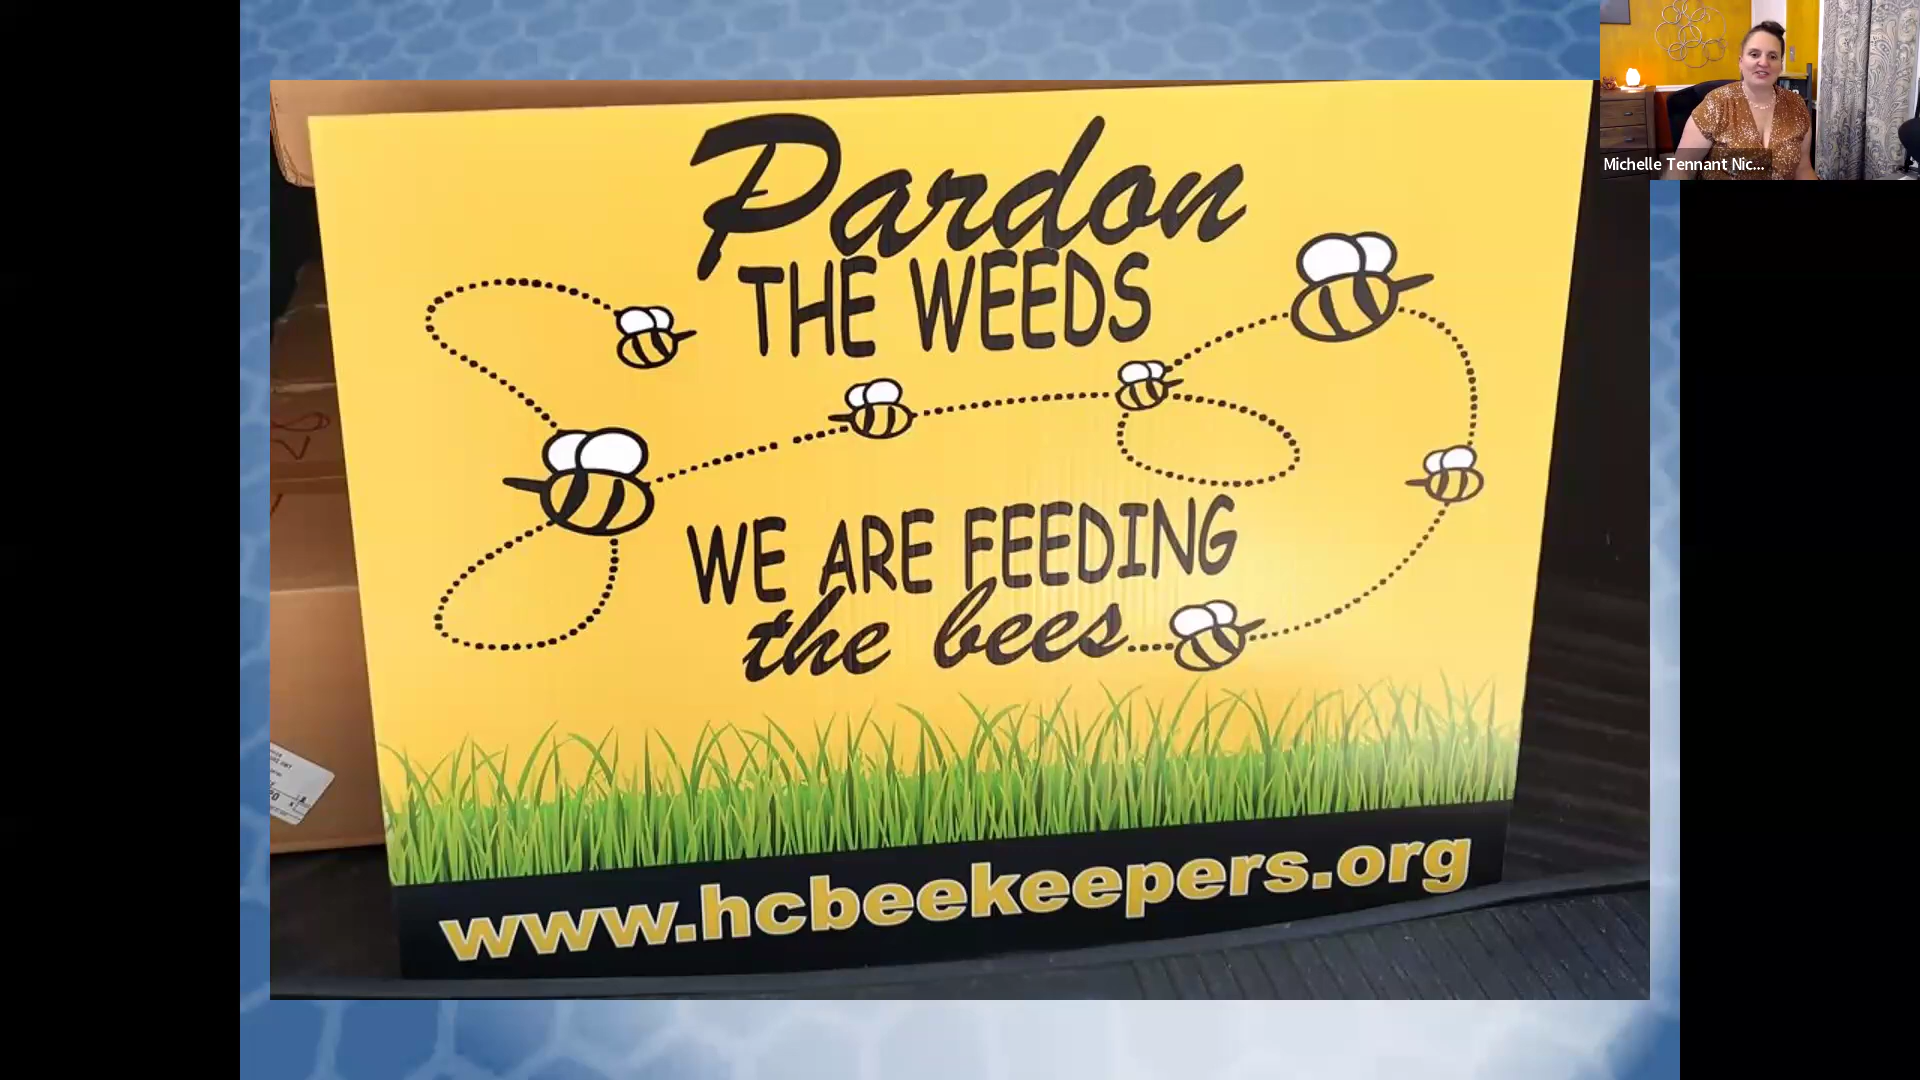 Michelle Tennant Nic...
Pardon
THE WEEDS
WE ARE FEEDING
the bees
www.hcbeekeepers.org